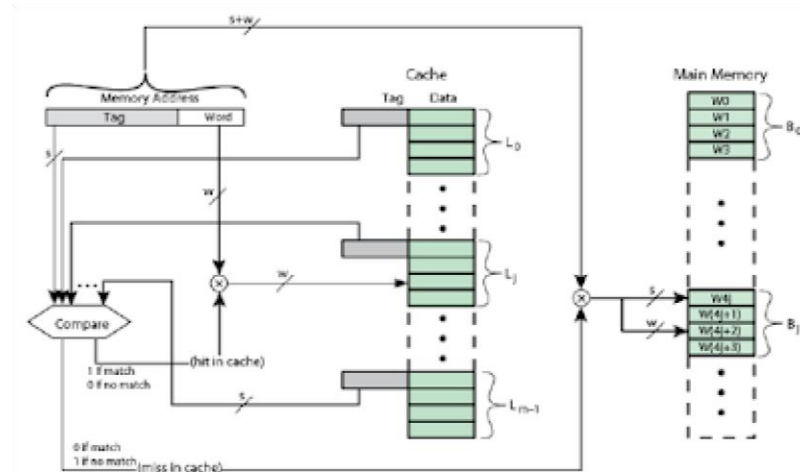 s+w
Cache
Main Memory
Memory Address
Tag Data
Tag Word
W0
W1
W2
W3
B0
L0
s
w
w
Lj
s
w
W4j
W(4j+1)
W(4j+2)
W(4j+3)
Bj
Compare
(hit in cache)
1 if match
0 if no match
s
Lm–1
0 if match
1 if no match
(miss in cache)